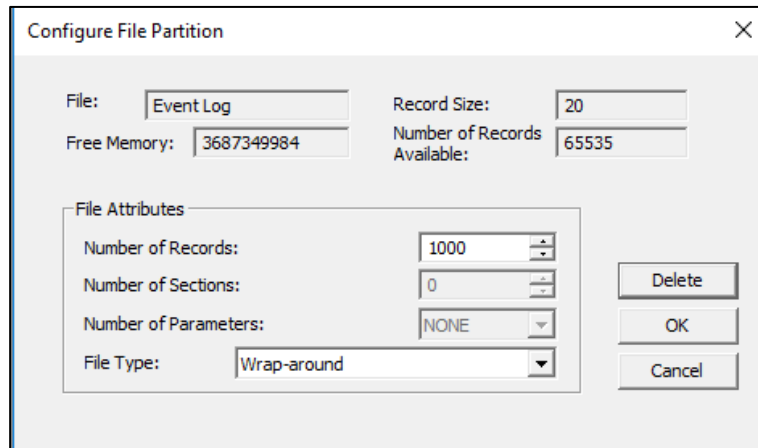 Configure File Partition
File: Event Log
Record Size: 20
Free Memory: 3687349984
Number of Records Available: 65535
File Attributes
Number of Records: 1000
Number of Sections: 0
Number of Parameters: NONE
File Type: Wrap-around
Delete
OK
Cancel